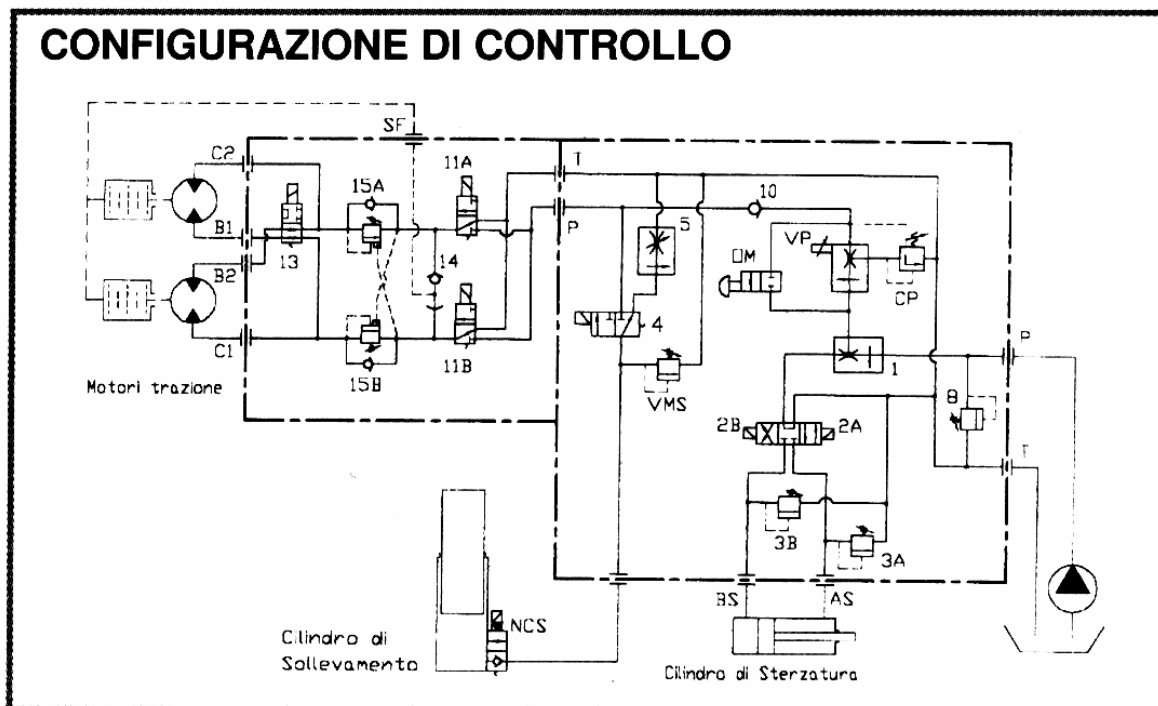 CONFIGURAZIONE DI CONTROLLO
SF
C2
11A
T
15A
10
B1
P
5
VP
B2
13
14
OM
CP
4
C1
15B
11B
1
P
Motori trazione
VMS
8
2B
2A
T
3B
3A
BS
AS
NCS
Cilindro di
Sollevamento
Cilindro di Sterzatura